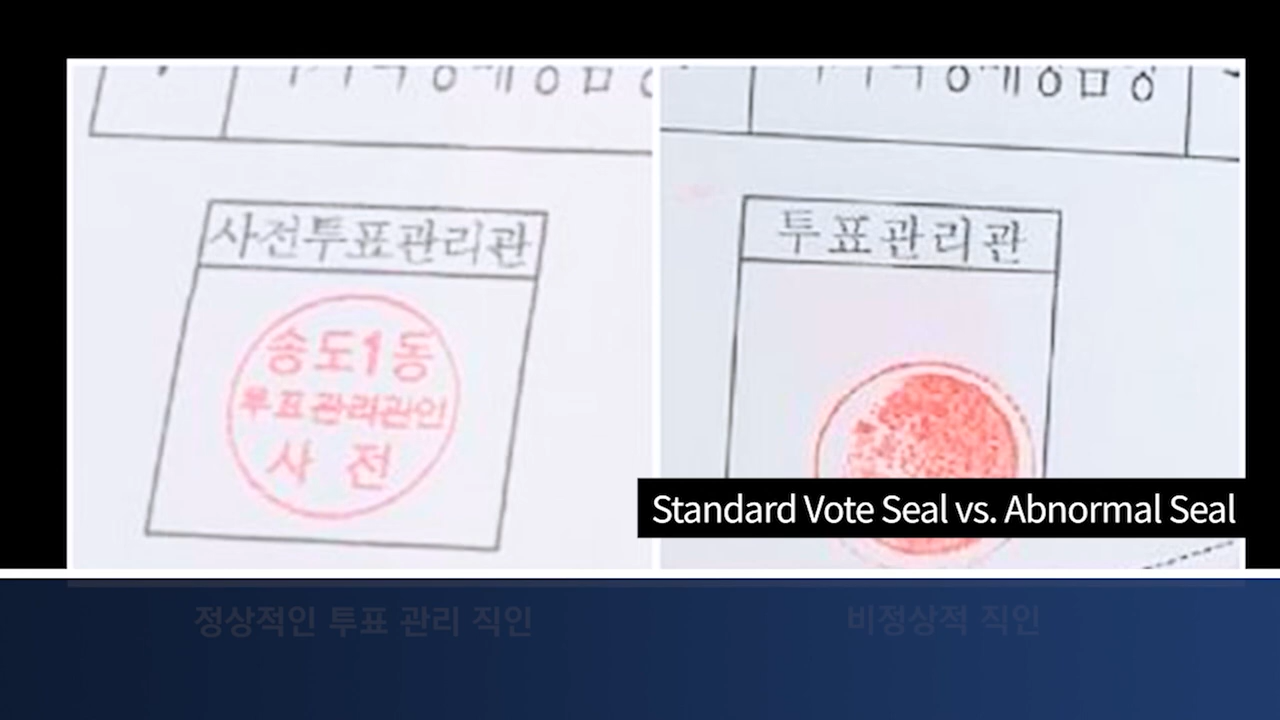 사전투표관리관
송도1동
투표관리관인
사전
투표관리관
Standard Vote Seal vs. Abnormal Seal
정상적인 투표 관리 직인
비정상적 직인